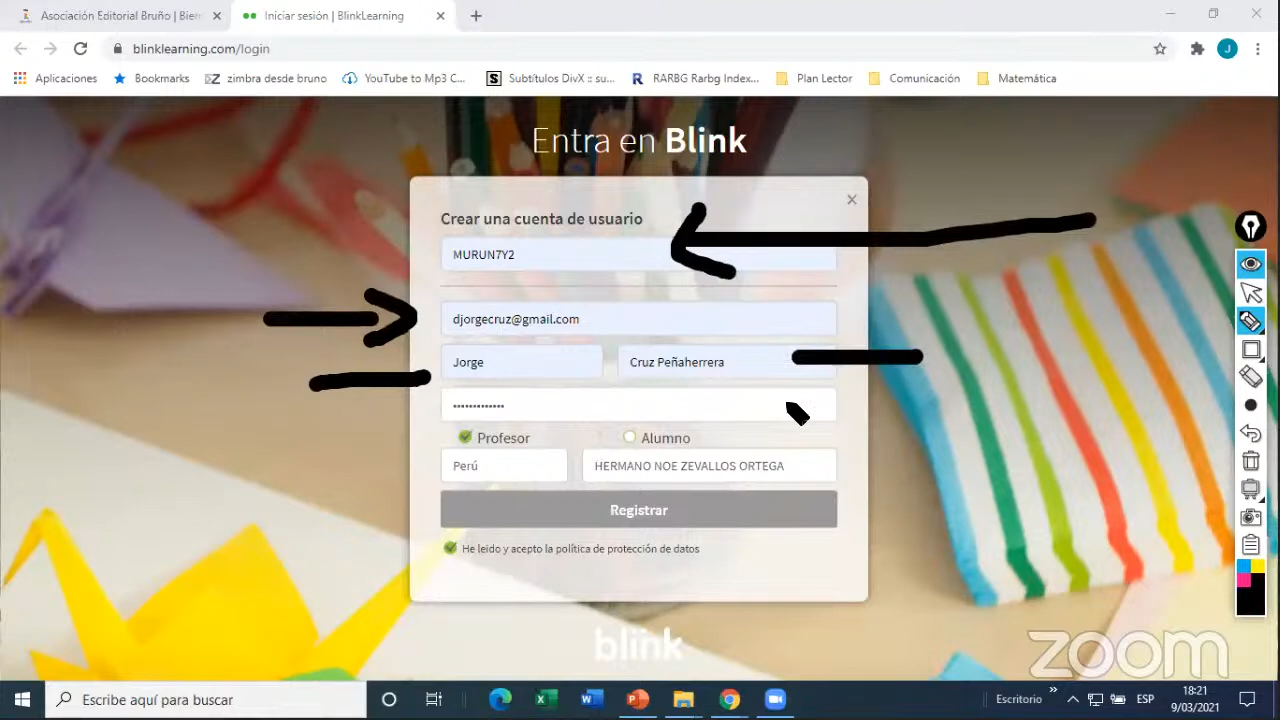 Asociación Editorial Bruño | Bien
Iniciar sesión | BlinkLearning
blinklearning.com/login
J
Aplicaciones
Bookmarks
zimbra desde bruno
YouTube to Mp3 C...
Subtítulos DivX :: su...
RARBG Rarbg Index...
Plan Lector
Comunicación
Matemática
Entra en Blink
Crear una cuenta de usuario
MURUN7Y2
djorgecruz@gmail.com
Jorge
Cruz Peñaherrera
•••••••••••••
Profesor
Alumno
Perú
HERMANO NOE ZEVALLOS ORTEGA
Registrar
He leído y acepto la política de protección de datos
blink
zoom
Escribe aquí para buscar
Escritorio
ESP
18:21
9/03/2021